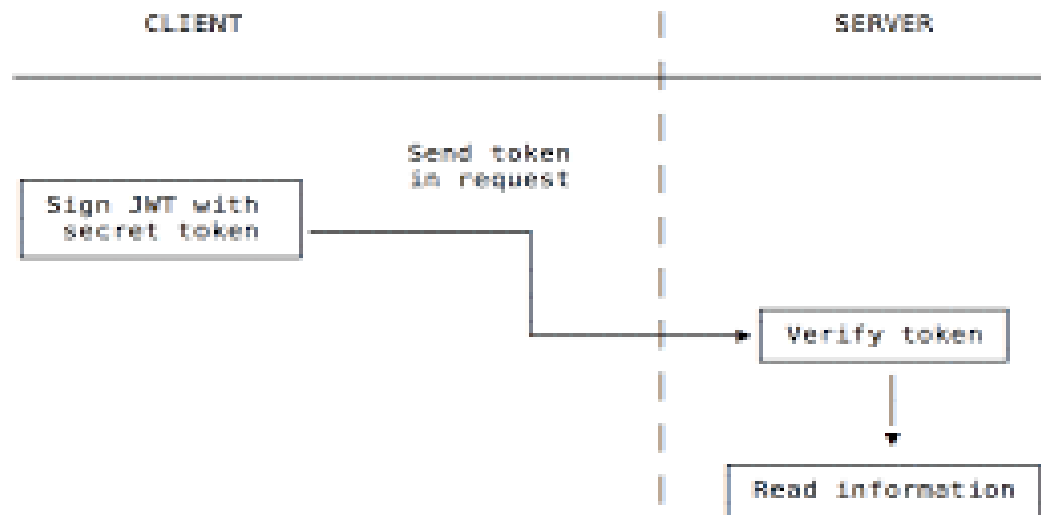 CLIENT
SERVER
Send token
in request
Sign JWT with
secret token
Verify token
Read information